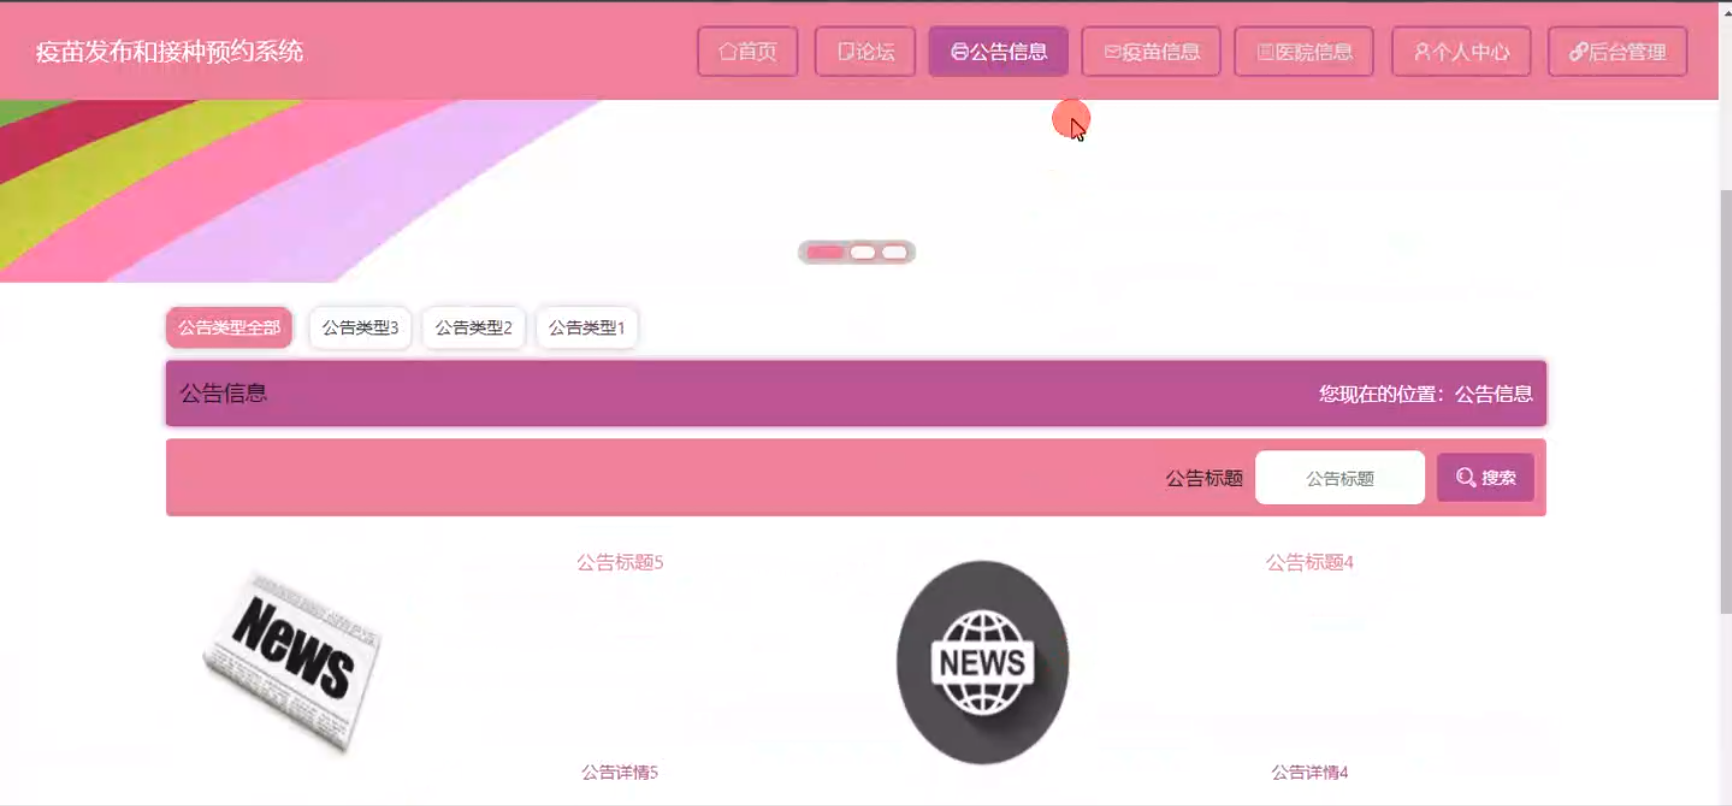 疫苗发布和接种预约系统
首页 论坛 公告信息 疫苗信息 医院信息 个人中心 后台管理
公告类型全部 公告类型3 公告类型2 公告类型1
公告信息 您现在的位置：公告信息
公告标题 公告标题 搜索
公告标题5 公告标题4
News NEWS
公告详情5 公告详情4